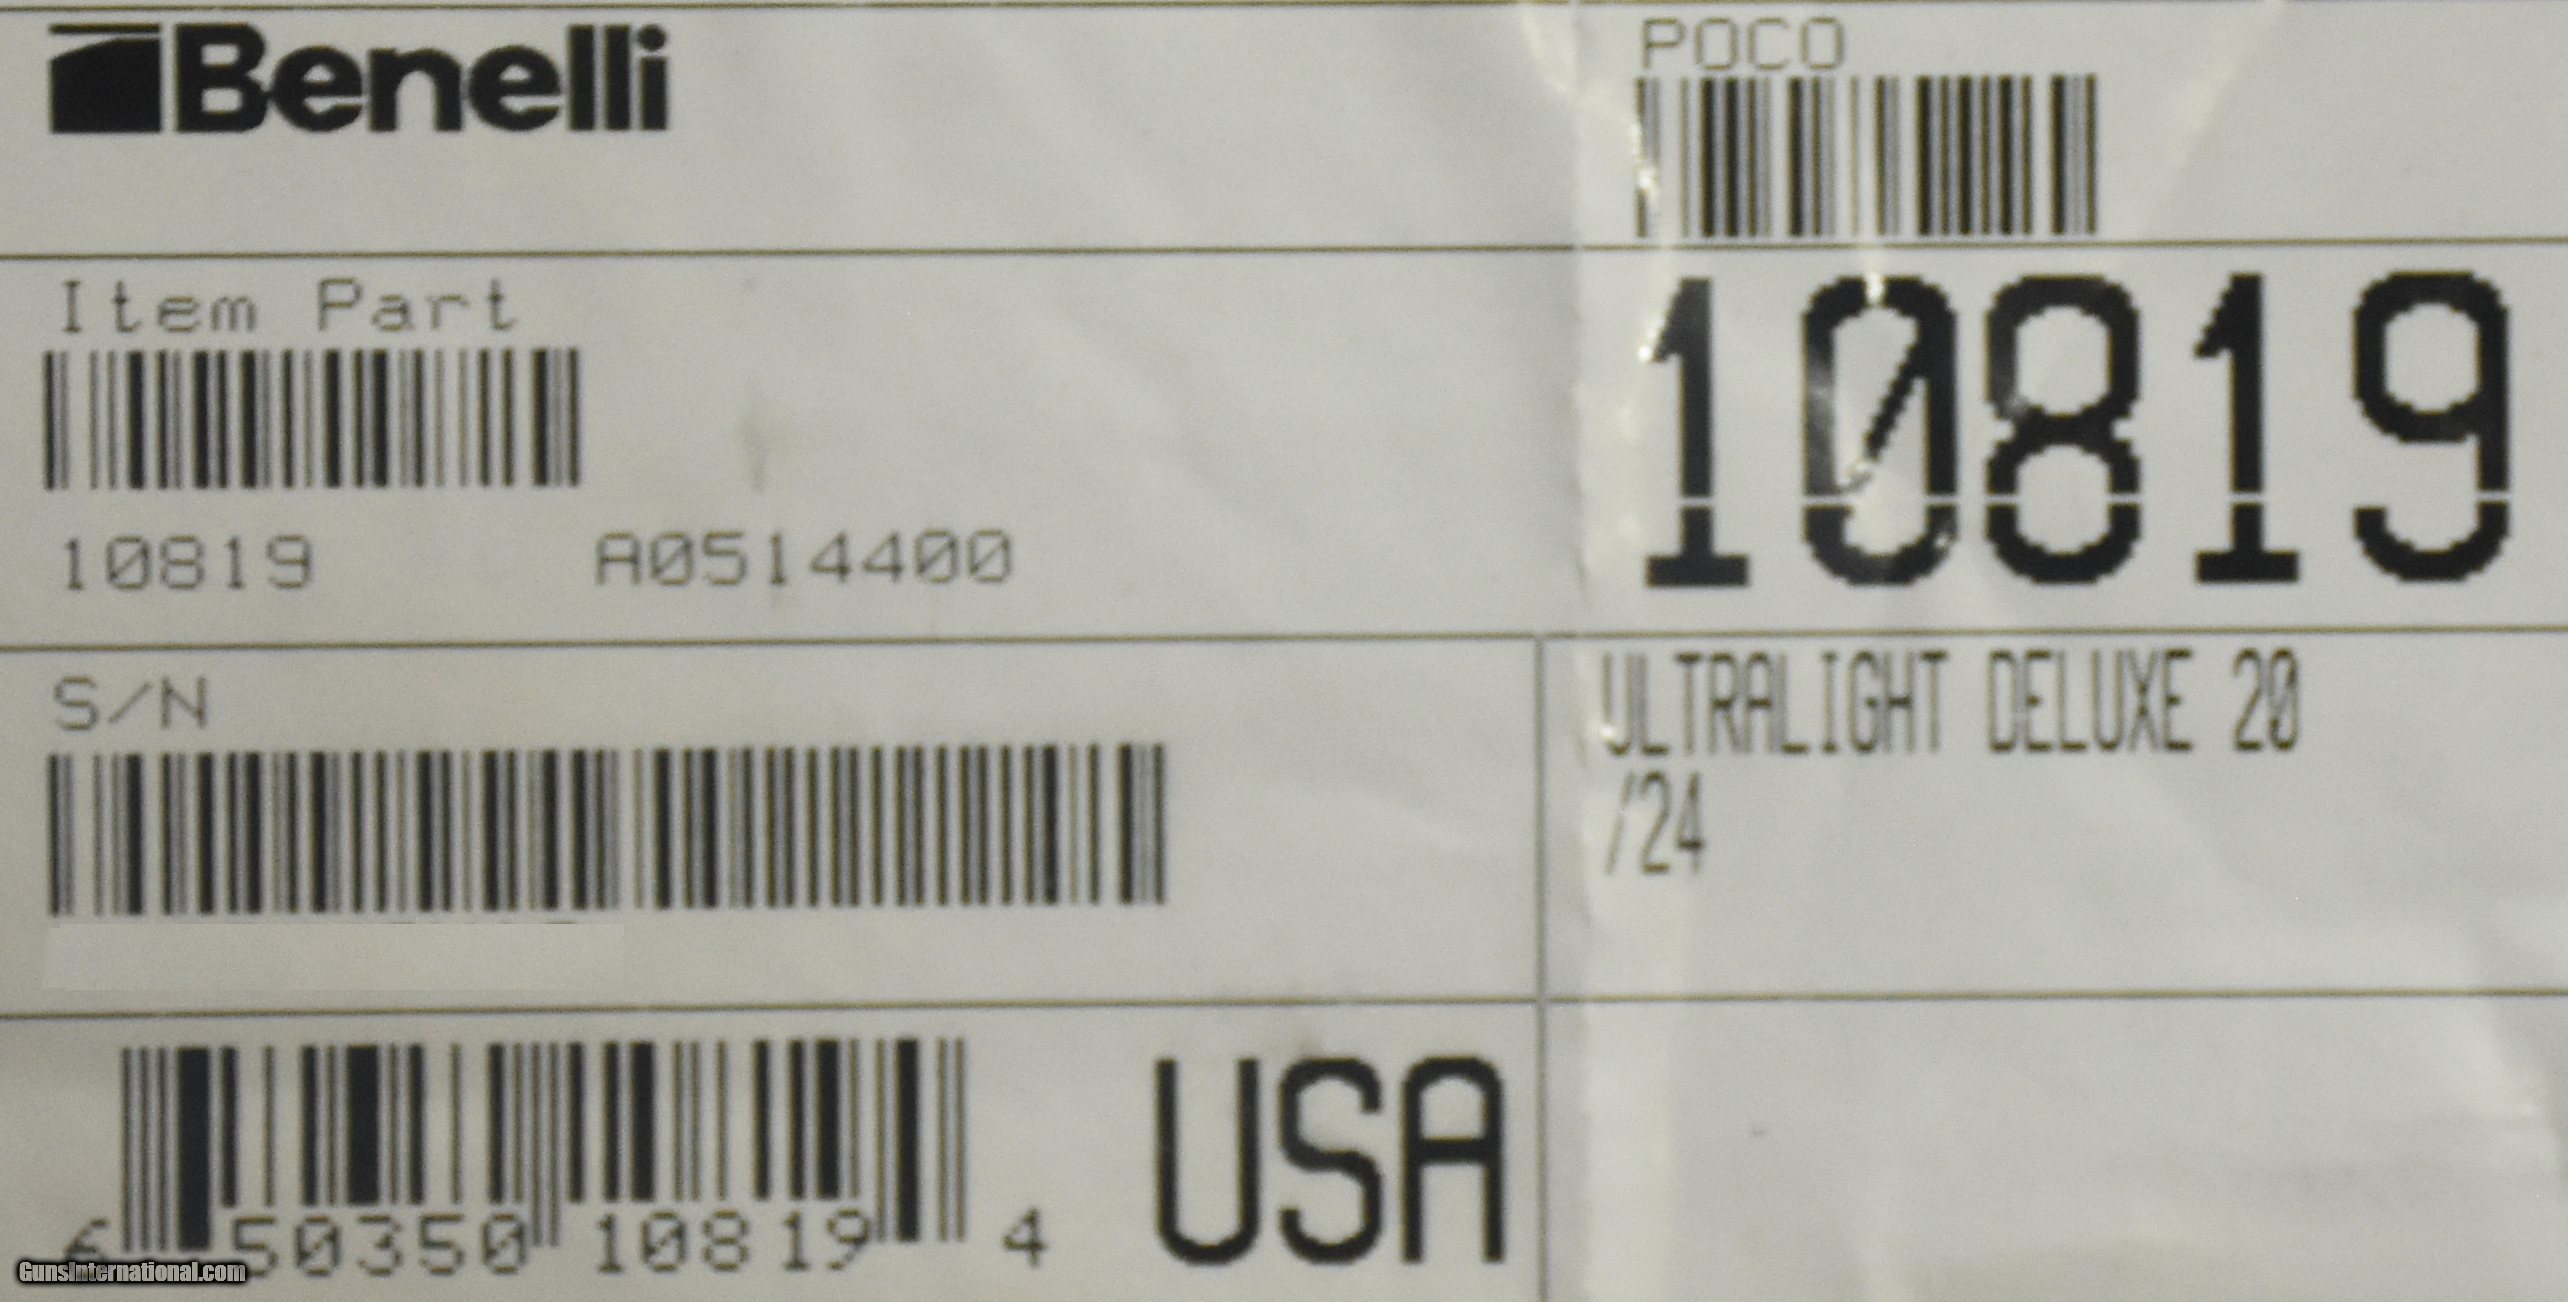 Benelli
POCO
Item Part
10819 A0514400
10819
S/N
ULTRALIGHT DELUXE 20
/24
6 50350 10819 4
USA
GunsInternational.com